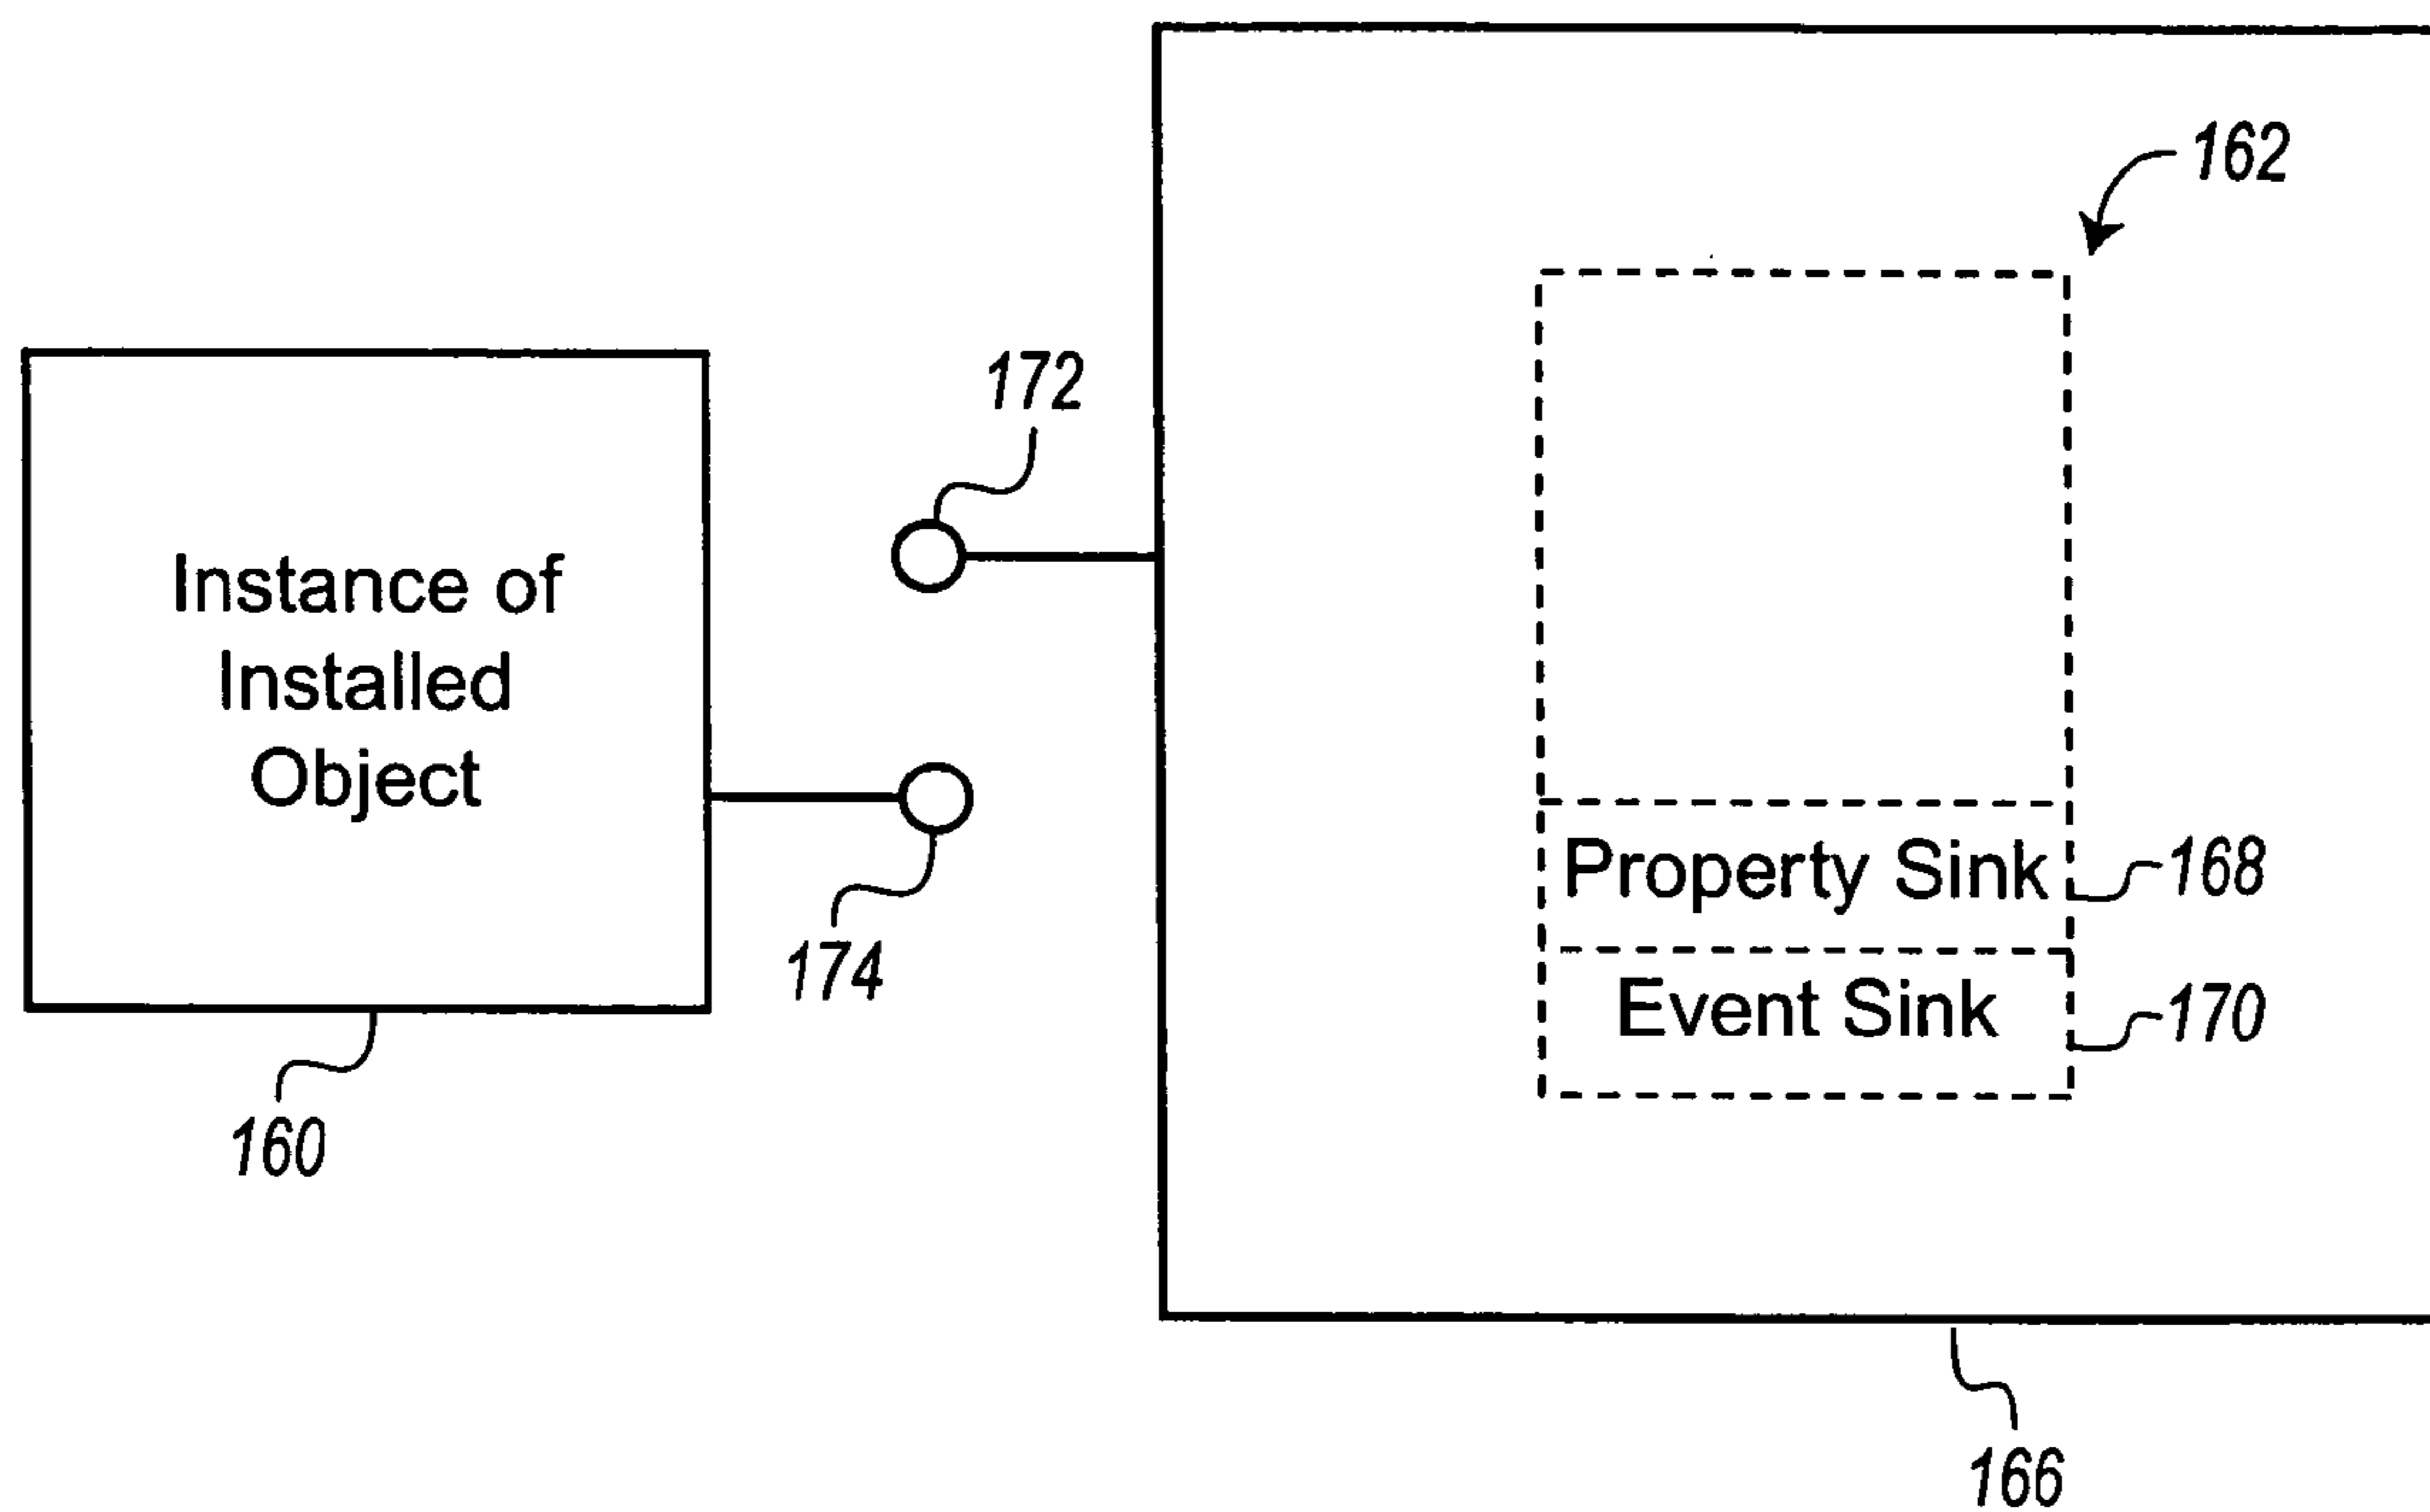 162
172
Instance of
Installed
Object
Property Sink
168
174
Event Sink
170
160
166